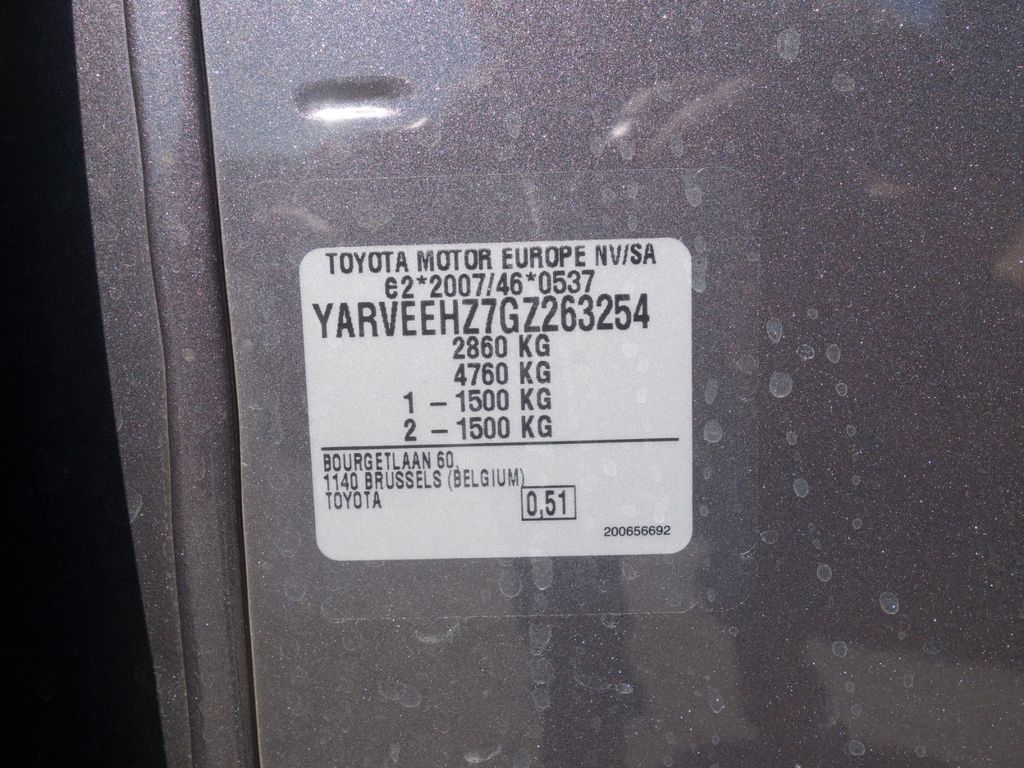 TOYOTA MOTOR EUROPE NV/SA
e2*2007/46*0537
YARVEEHZ7GZ263254
2860 KG
4760 KG
1 – 1500 KG
2 – 1500 KG
BOURGETLAAN 60,
1140 BRUSSELS (BELGIUM)
TOYOTA
0,51
200656692